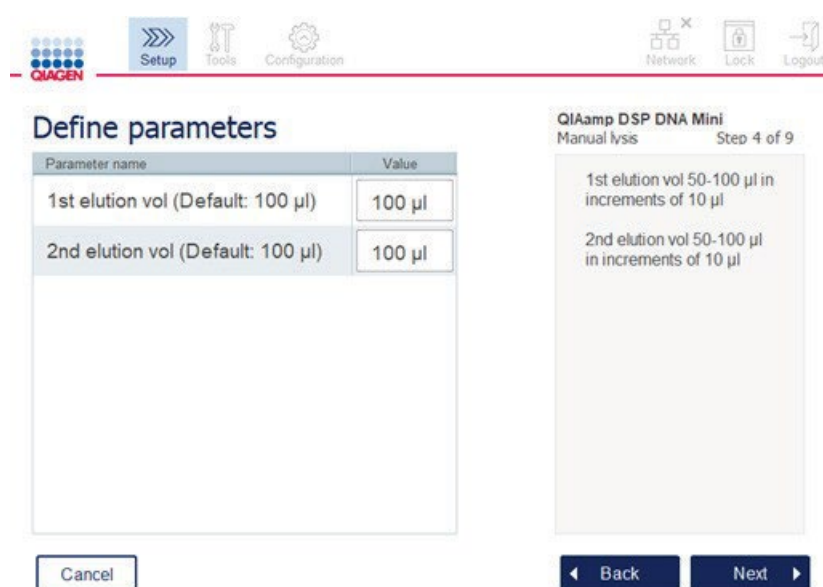 QIAGEN
Setup
Tools
Configuration
Network
Lock
Logout
Define parameters
Parameter name Value
1st elution vol (Default: 100 µl) 100 µl
2nd elution vol (Default: 100 µl) 100 µl
QIAamp DSP DNA Mini
Manual lysis Step 4 of 9
1st elution vol 50-100 µl in
increments of 10 µl
2nd elution vol 50-100 µl
in increments of 10 µl
Cancel
Back
Next